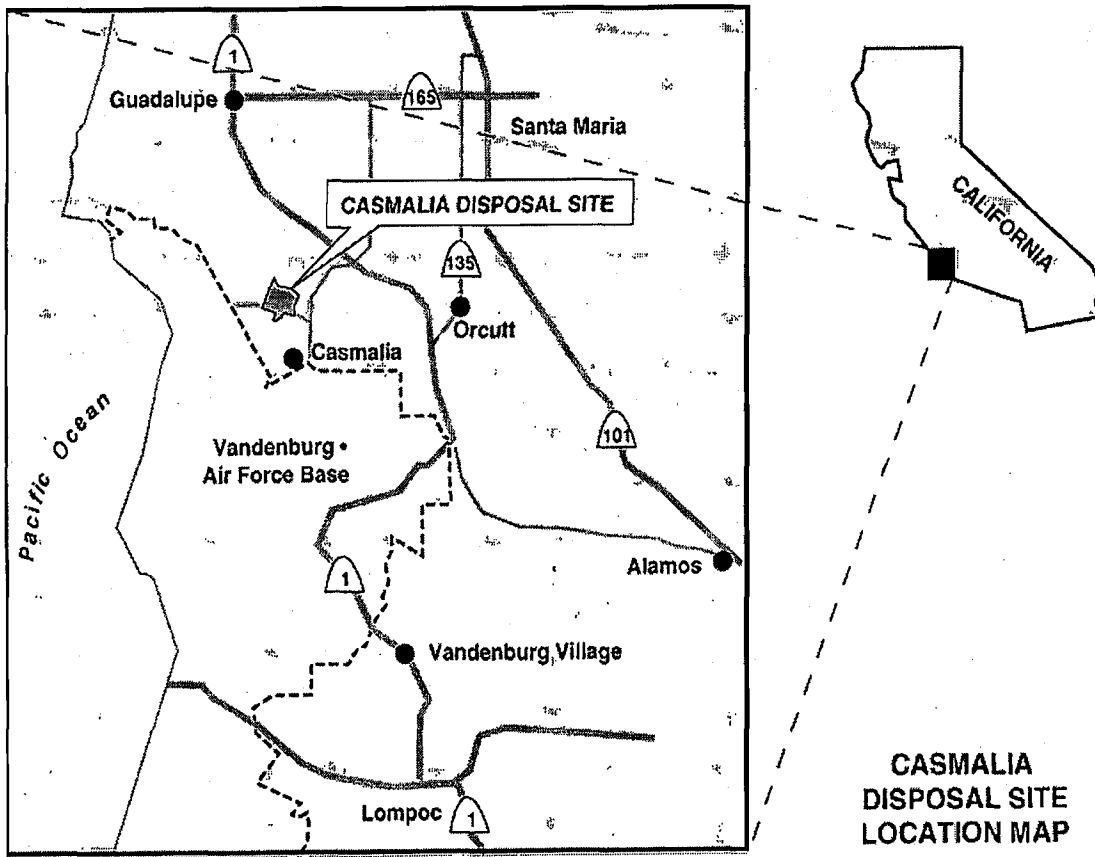 1
Guadalupe
165
Santa Maria
CASMALIA DISPOSAL SITE
135
Orcutt
Casmalia
101
Vandenburg
Air Force Base
Pacific Ocean
Alamos
1
Vandenburg Village
Lompoc
1
CALIFORNIA
CASMALIA
DISPOSAL SITE
LOCATION MAP